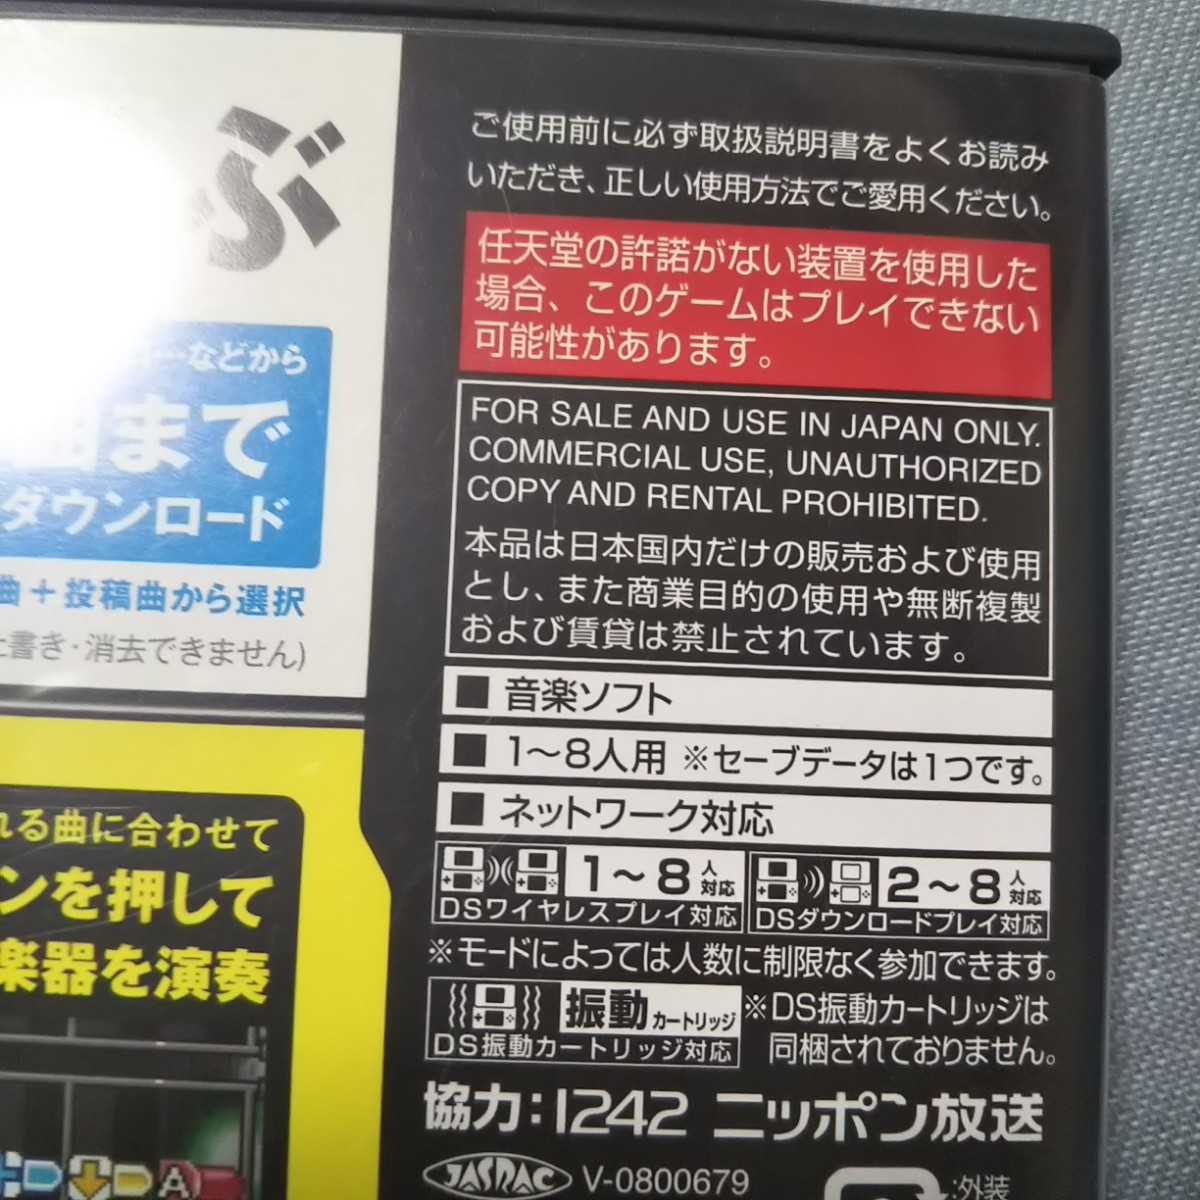 ぶ
…などから
まで
ダウンロード
曲＋投稿曲から選択
書き・消去できません)
れる曲に合わせて
ンを押して
楽器を演奏
A
ご使用前に必ず取扱説明書をよくお読み
いただき、正しい使用方法でご愛用ください。
任天堂の許諾がない装置を使用した
場合、このゲームはプレイできない
可能性があります。
FOR SALE AND USE IN JAPAN ONLY.
COMMERCIAL USE, UNAUTHORIZED
COPY AND RENTAL PROHIBITED.
本品は日本国内だけの販売および使用
とし、また商業目的の使用や無断複製
および賃貸は禁止されています。
■ 音楽ソフト
■ 1〜8人用 ※セーブデータは1つです。
■ ネットワーク対応
1〜8人対応
DSワイヤレスプレイ対応
2〜8人対応
DSダウンロードプレイ対応
※モードによっては人数に制限なく参加できます。
振動カートリッジ
DS振動カートリッジ対応
※DS振動カートリッジは
同梱されておりません。
協力：1242 ニッポン放送
JASRAC V-0800679
:外装